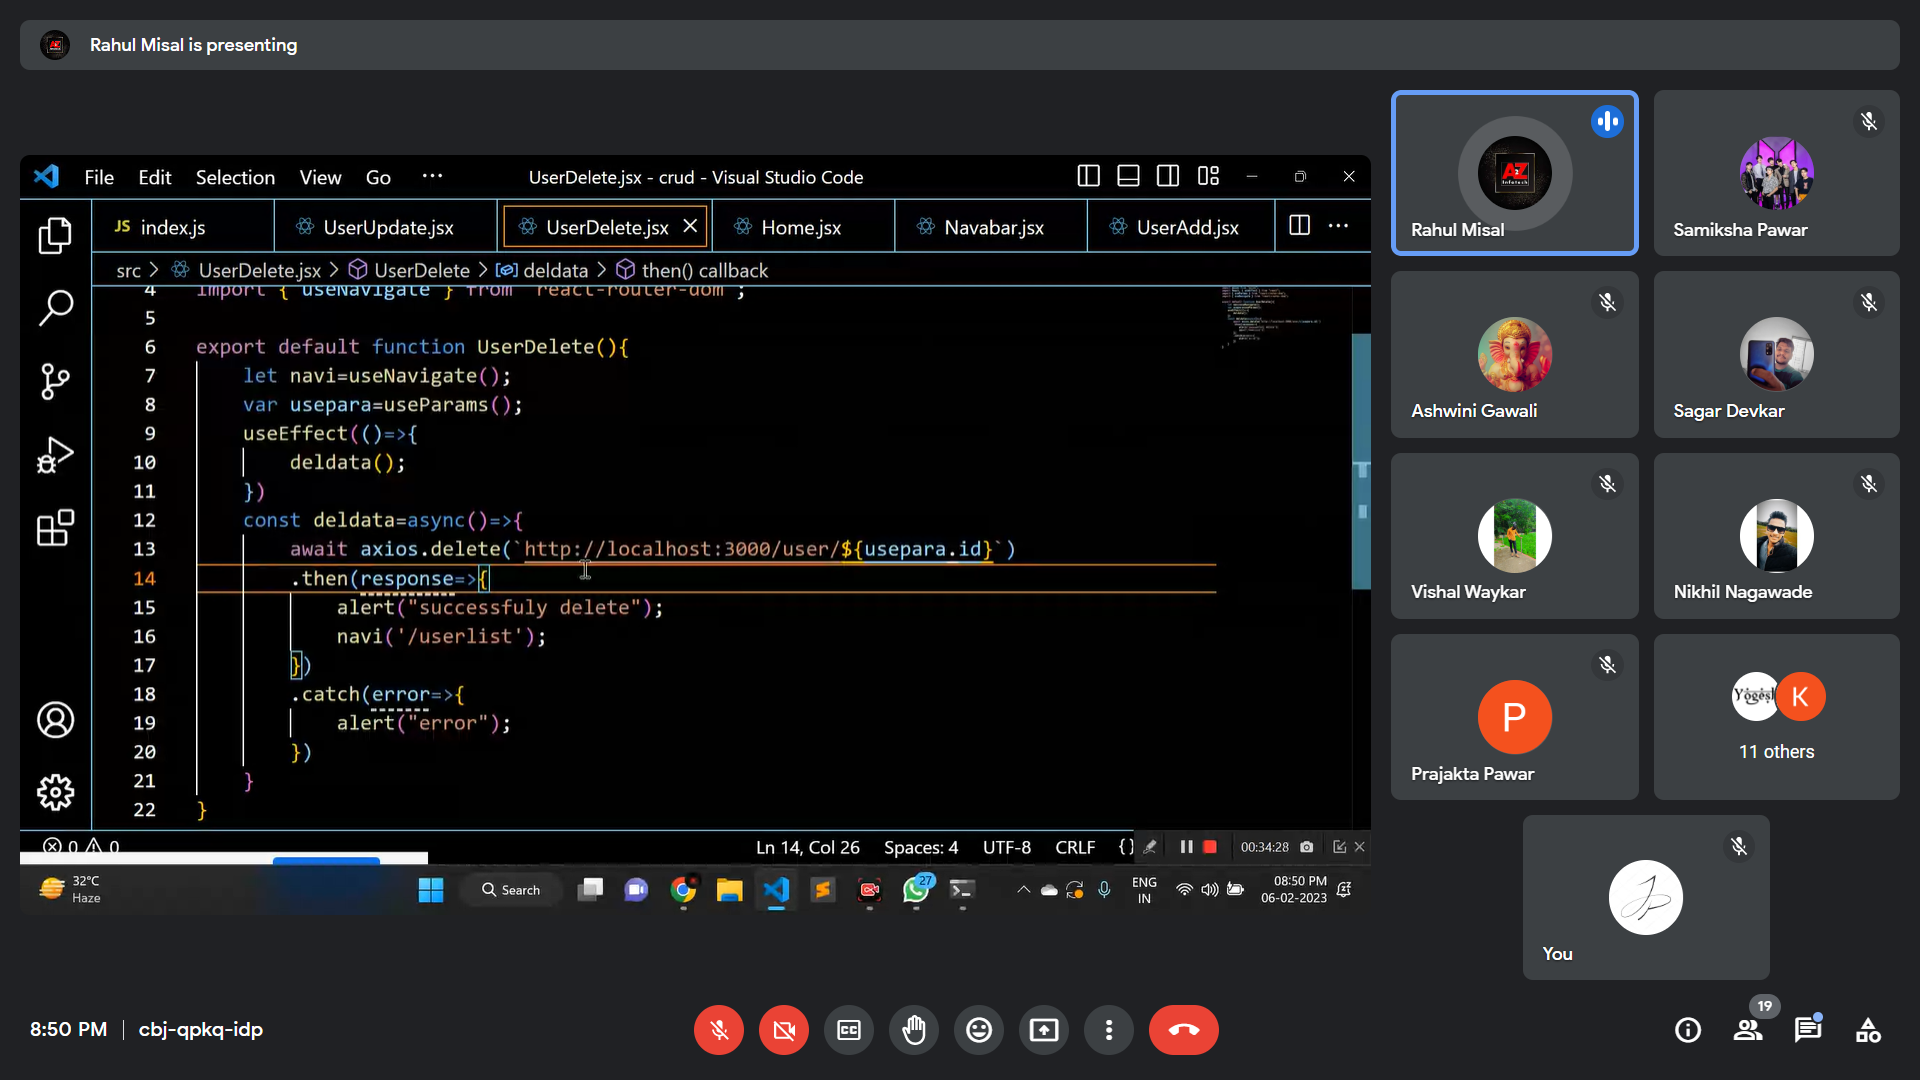 Rahul Misal is presenting
File Edit Selection View Go ··· UserDelete.jsx - crud - Visual Studio Code
JS index.js UserUpdate.jsx UserDelete.jsx Home.jsx Navabar.jsx UserAdd.jsx ···
src > UserDelete.jsx > UserDelete > deldata > then() callback
4 import { useNavigate } from "react-router-dom";
5
6 export default function UserDelete(){
7 let navi=useNavigate();
8 var usepara=useParams();
9 useEffect(()=>{
10 deldata();
11 })
12 const deldata=async()=>{
13 await axios.delete(`http://localhost:3000/user/${usepara.id}`)
14 .then(response=>{
15 alert("successfuly delete");
16 navi('/userlist');
17 })
18 .catch(error=>{
19 alert("error");
20 })
21 }
22 }
0 0 Ln 14, Col 26 Spaces: 4 UTF-8 CRLF {} 00:34:28
32°C
Haze
Search
27
ENG
IN
08:50 PM
06-02-2023
AZ
Infotech
Rahul Misal
Samiksha Pawar
Ashwini Gawali
Sagar Devkar
Vishal Waykar
Nikhil Nagawade
P
Prajakta Pawar
Yogesh K
11 others
You
8:50 PM | cbj-qpkq-idp
CC
19